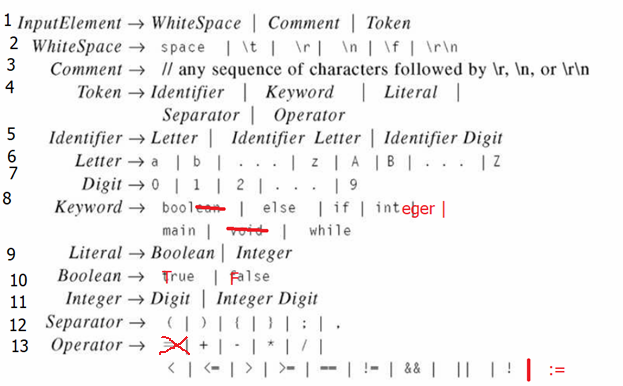 1 InputElement → WhiteSpace | Comment | Token
2 WhiteSpace → space | \t | \r | \n | \f | \r\n
3 Comment → // any sequence of characters followed by \r, \n, or \r\n
4 Token → Identifier | Keyword | Literal |
Separator | Operator
5 Identifier → Letter | Identifier Letter | Identifier Digit
6 Letter → a | b | . . . | z | A | B | . . . | Z
7 Digit → 0 | 1 | 2 | . . . | 9
8 Keyword → boolean | else | if | integer |
main | void | while
9 Literal → Boolean | Integer
10 Boolean → True | False
11 Integer → Digit | Integer Digit
12 Separator → ( | ) | { | } | ; | ,
13 Operator → = | + | - | * | / |
< | <= | > | >= | == | != | && | || | ! | :=